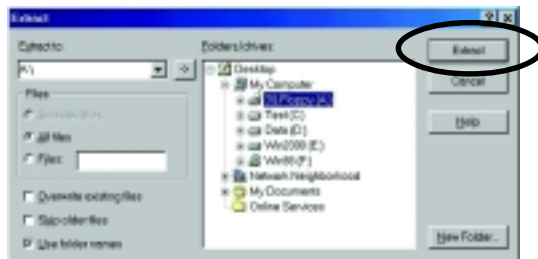 Extract
Extract to:
A:\
Folders/drives:
Extract
Cancel
Help
New Folder...
Files
Selected files
All files
Files:
Overwrite existing files
Skip older files
Use folder names
Desktop
My Computer
3½ Floppy (A:)
Test (C:)
Data (D:)
Win2000 (E:)
Win98 (F:)
Network Neighborhood
My Documents
Online Services